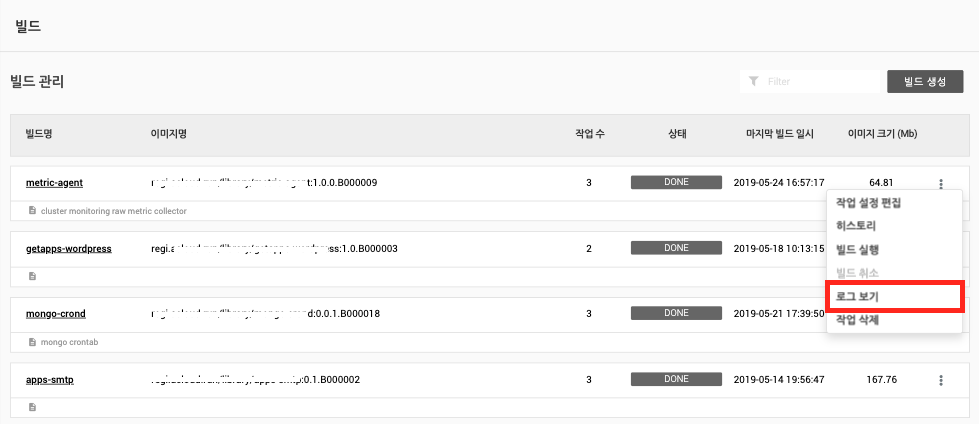 빌드
빌드 관리
Filter
빌드 생성
빌드명 이미지명 작업 수 상태 마지막 빌드 일시 이미지 크기 (Mb)
metric-agent :1.0.0.B000009 3 DONE 2019-05-24 16:57:17 64.81
cluster monitoring raw metric collector
작업 설정 편집
히스토리
getapps-wordpress :1.0.B000003 2 DONE 2019-05-18 10:13:15
빌드 실행
빌드 취소
로그 보기
mongo-crond :0.0.1.B000018 3 DONE 2019-05-21 17:39:50
작업 삭제
mongo crontab
apps-smtp :0.1.B000002 3 DONE 2019-05-14 19:56:47 167.76